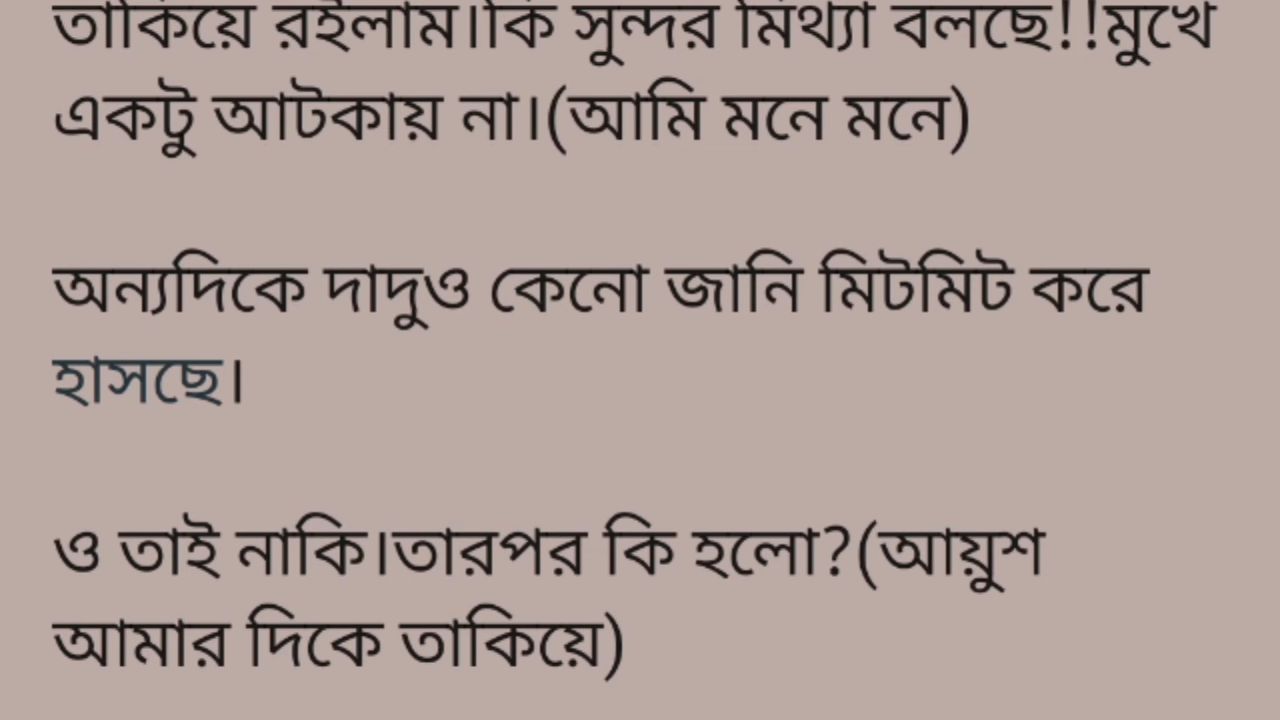 তাকিয়ে রইলাম।কি সুন্দর মিথ্যা বলছে!!মুখে
একটু আটকায় না।(আমি মনে মনে)
অন্যদিকে দাদুও কেনো জানি মিটমিট করে
হাসছে।
ও তাই নাকি।তারপর কি হলো?(আয়ুশ
আমার দিকে তাকিয়ে)